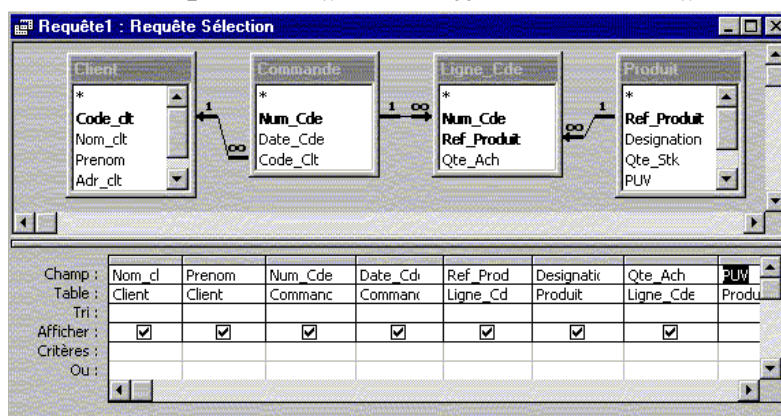 Requête1 : Requête Sélection
Client
*
Code_clt
Nom_clt
Prenom
Adr_clt
Commande
*
Num_Cde
Date_Cde
Code_Clt
Ligne_Cde
*
Num_Cde
Ref_Produit
Qte_Ach
Produit
*
Ref_Produit
Designation
Qte_Stk
PUV
1 ∞ 1 ∞ ∞ 1
Champ : Nom_cl Prenom Num_Cde Date_Cd Ref_Prod Designatic Qte_Ach PUV
Table : Client Client Commanc Commanc Ligne_Cd Produit Ligne_Cde Produ
Tri :
Afficher :
Critères :
Ou :